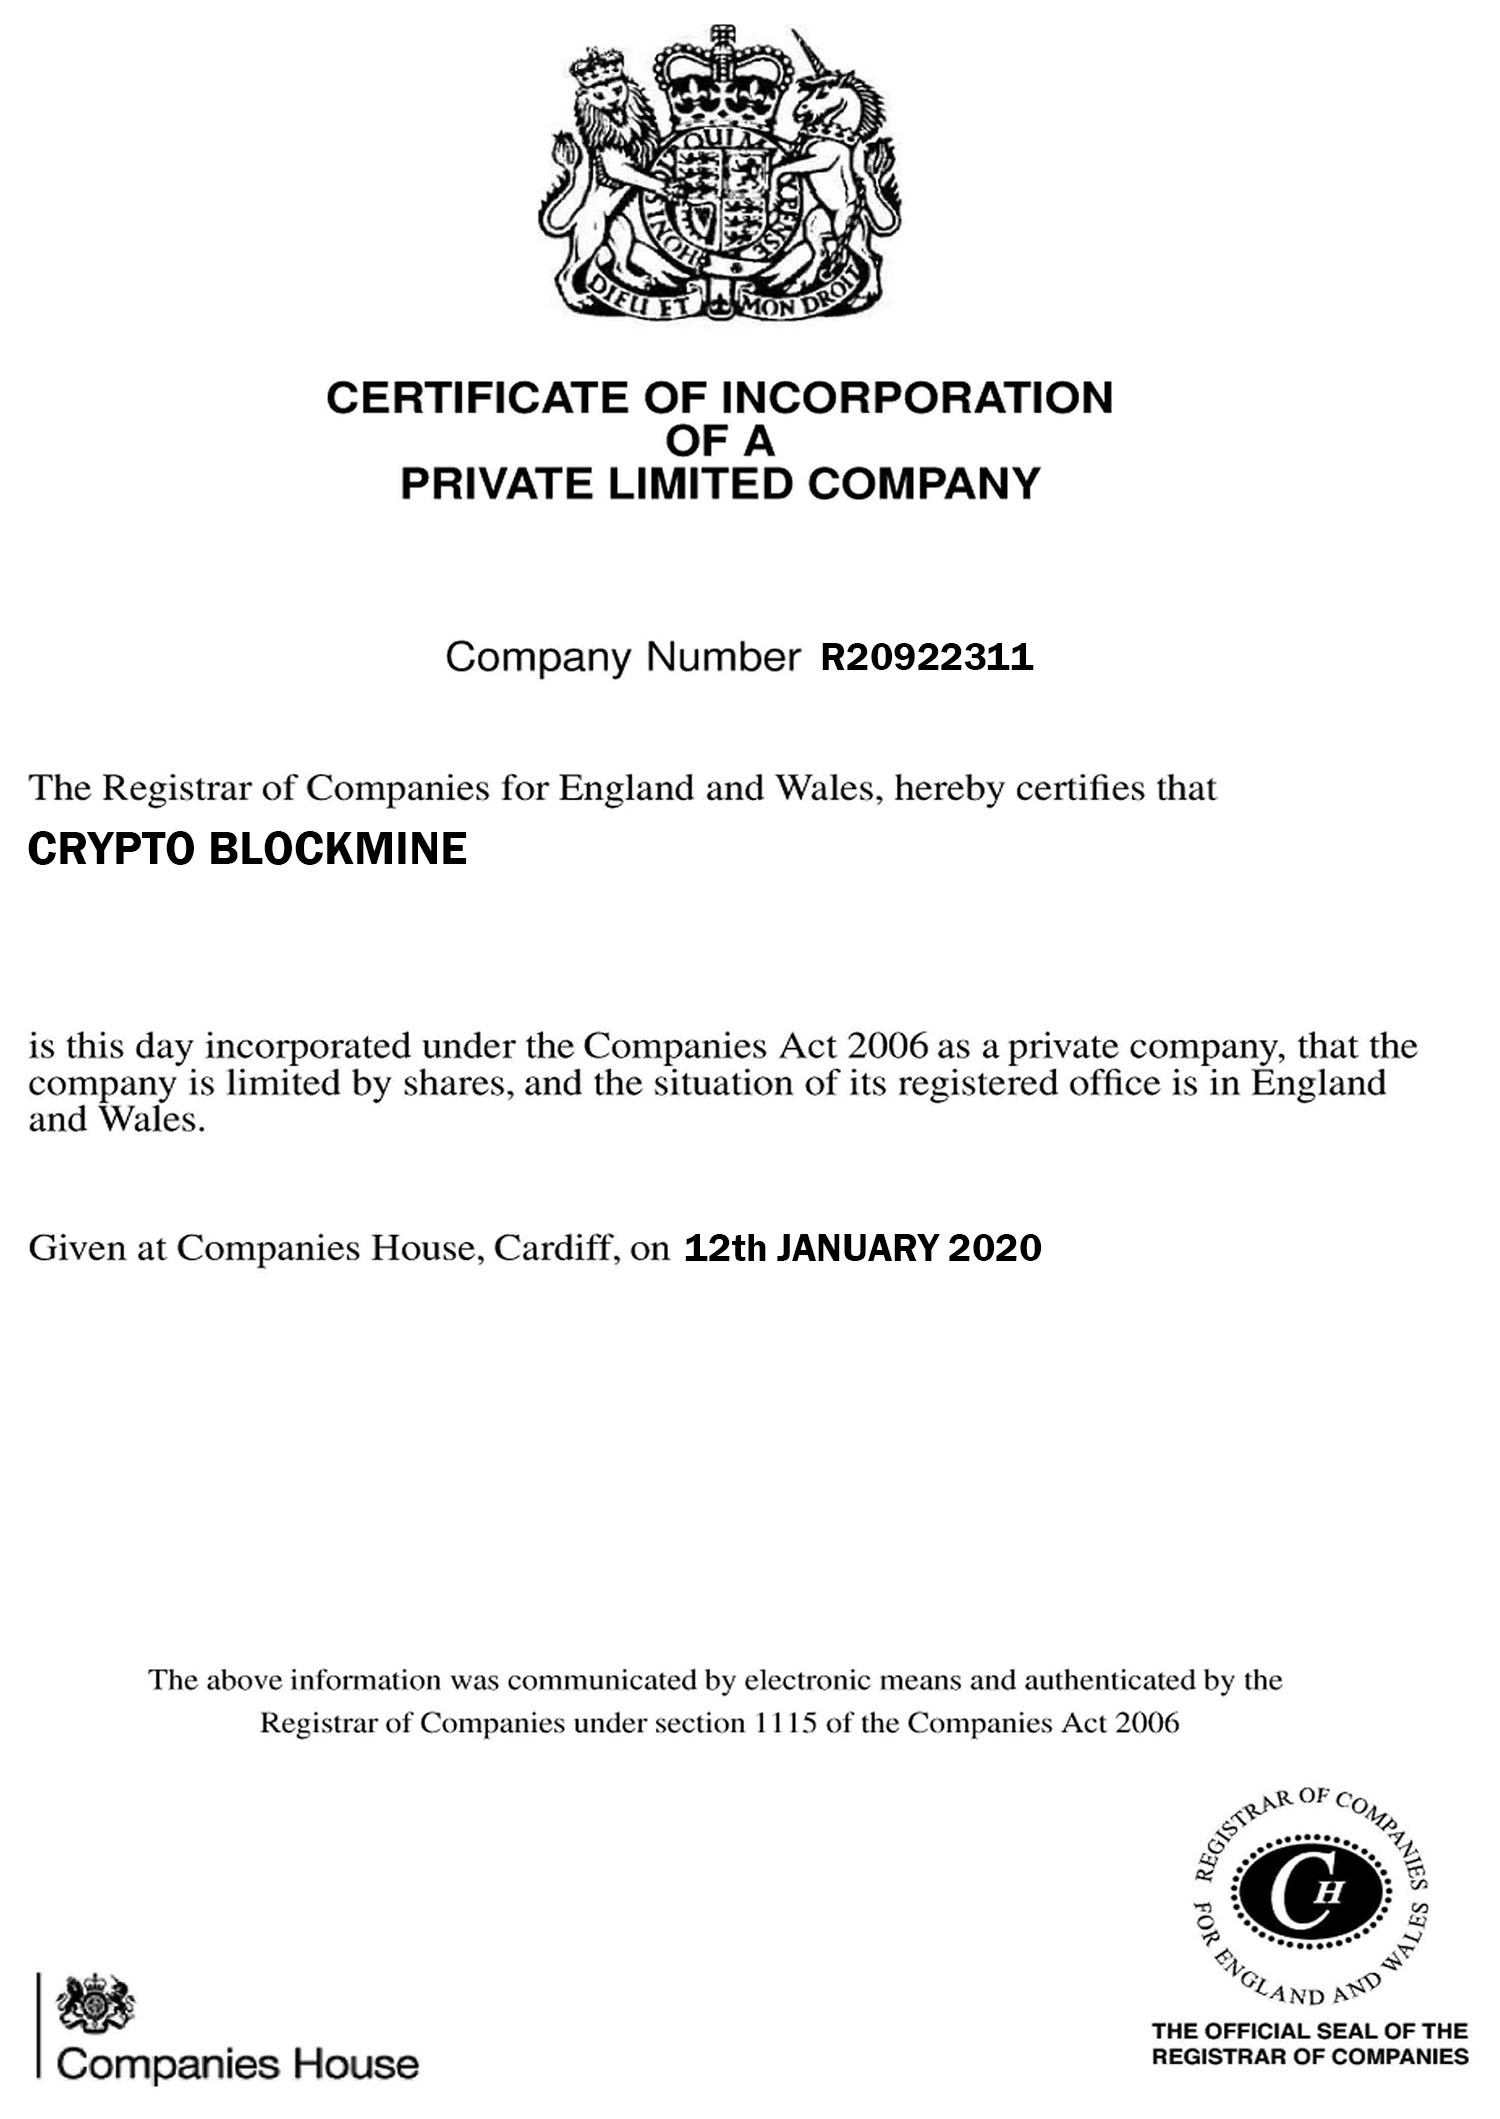 HONI SOIT QUI MAL Y PENSE
DIEU ET MON DROIT
CERTIFICATE OF INCORPORATION
OF A
PRIVATE LIMITED COMPANY
Company Number R20922311
The Registrar of Companies for England and Wales, hereby certifies that
CRYPTO BLOCKMINE
is this day incorporated under the Companies Act 2006 as a private company, that the
company is limited by shares, and the situation of its registered office is in England
and Wales.
Given at Companies House, Cardiff, on 12th JANUARY 2020
The above information was communicated by electronic means and authenticated by the
Registrar of Companies under section 1115 of the Companies Act 2006
REGISTRAR OF COMPANIES
FOR ENGLAND AND WALES
CH
THE OFFICIAL SEAL OF THE
REGISTRAR OF COMPANIES
Companies House